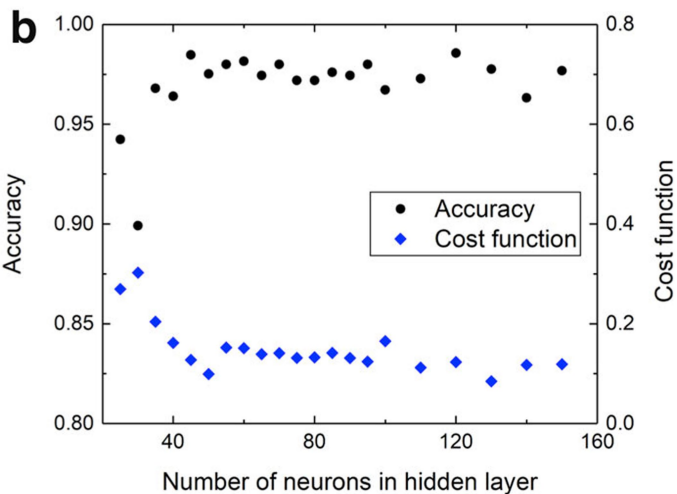 b
1.00
0.95
0.90
0.85
0.80
Accuracy
0.8
0.6
0.4
0.2
0.0
Cost function
Accuracy
Cost function
40
80
120
160
Number of neurons in hidden layer